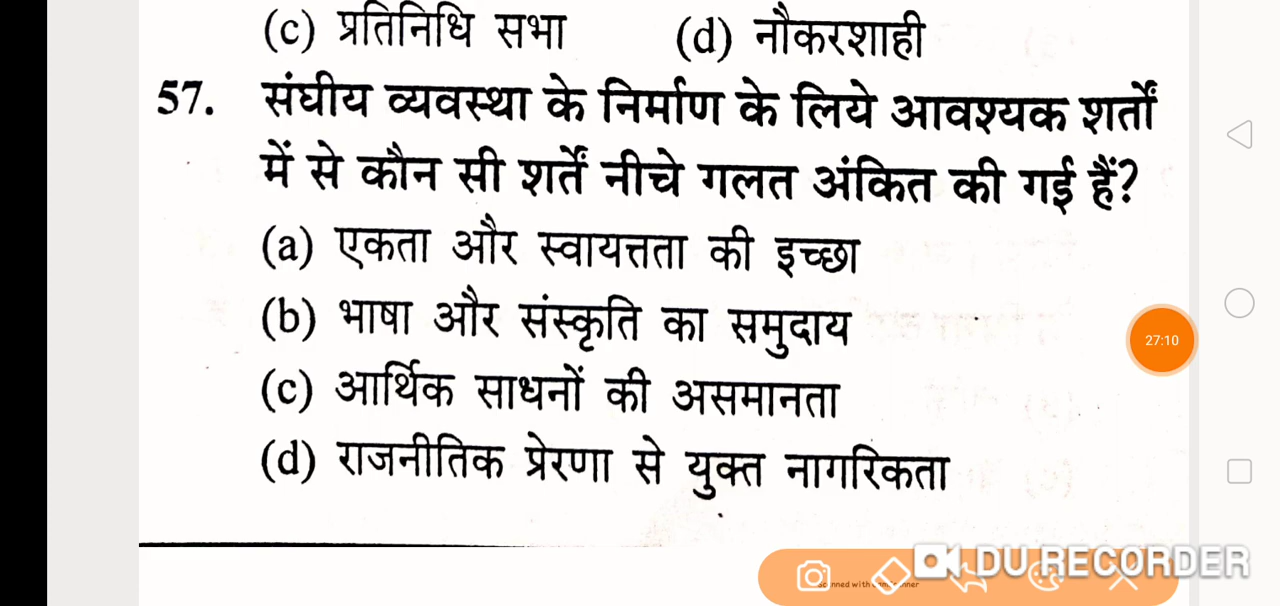 (c) प्रतिनिधि सभा (d) नौकरशाही
57. संघीय व्यवस्था के निर्माण के लिये आवश्यक शर्तों
में से कौन सी शर्तें नीचे गलत अंकित की गई हैं?
(a) एकता और स्वायत्तता की इच्छा
(b) भाषा और संस्कृति का समुदाय
27:10
(c) आर्थिक साधनों की असमानता
(d) राजनीतिक प्रेरणा से युक्त नागरिकता
DU RECORDER